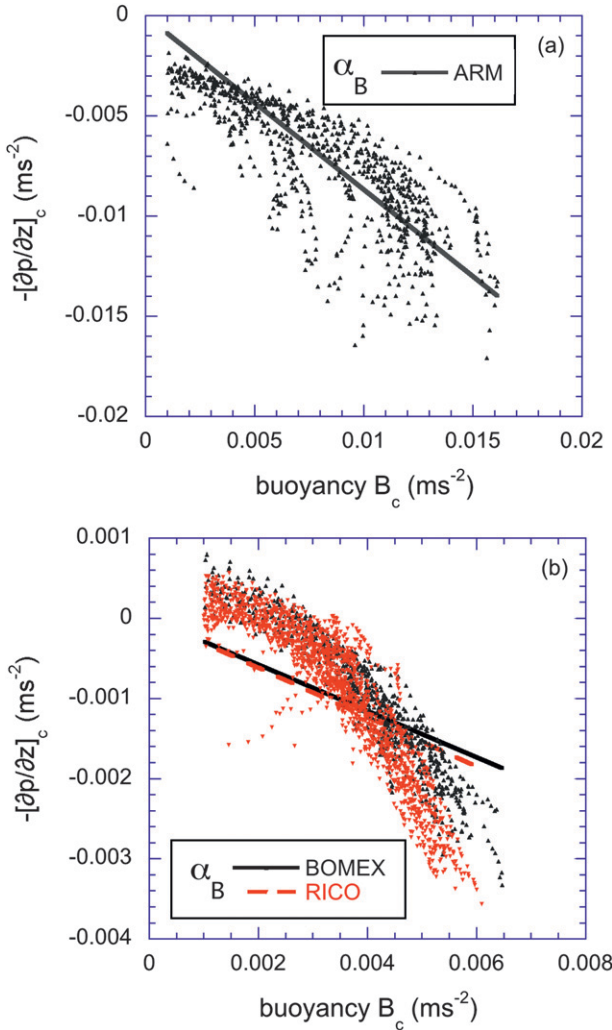 (a)
α_B ARM
-[∂p/∂z]_c (ms⁻²)
-0
-0.005
-0.01
-0.015
-0.02
0 0.005 0.01 0.015 0.02
buoyancy B_c (ms⁻²)
(b)
-[∂p/∂z]_c (ms⁻²)
0.001
0
-0.001
-0.002
-0.003
-0.004
α_B BOMEX
RICO
0 0.002 0.004 0.006 0.008
buoyancy B_c (ms⁻²)